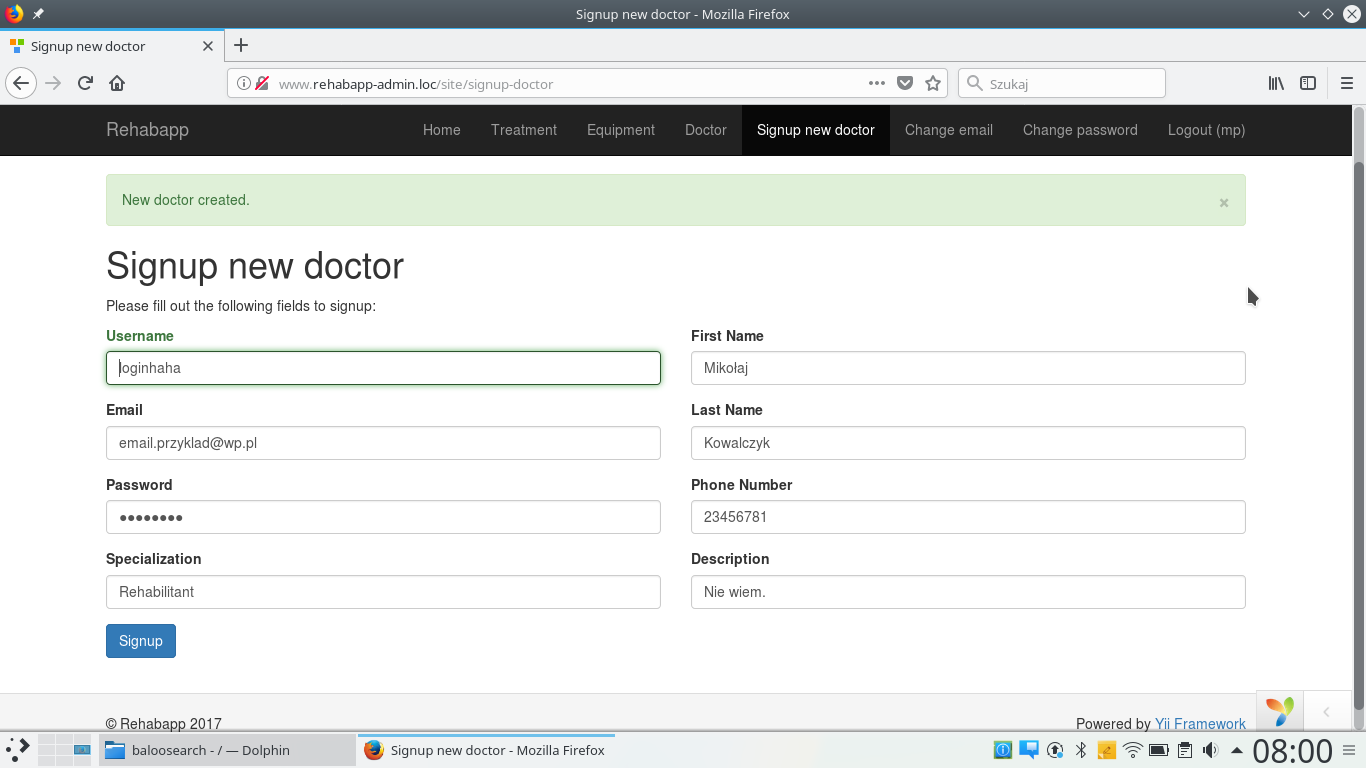 Signup new doctor - Mozilla Firefox
Signup new doctor
www.rehabapp-admin.loc/site/signup-doctor
Szukaj
Rehabapp Home Treatment Equipment Doctor Signup new doctor Change email Change password Logout (mp)
New doctor created. ×
Signup new doctor
Please fill out the following fields to signup:
Username First Name
loginhaha Mikołaj
Email Last Name
email.przyklad@wp.pl Kowalczyk
Password Phone Number
●●●●●●●● 23456781
Specialization Description
Rehabilitant Nie wiem.
Signup
© Rehabapp 2017 Powered by Yii Framework
baloosearch - / — Dolphin Signup new doctor - Mozilla Firefox 08:00